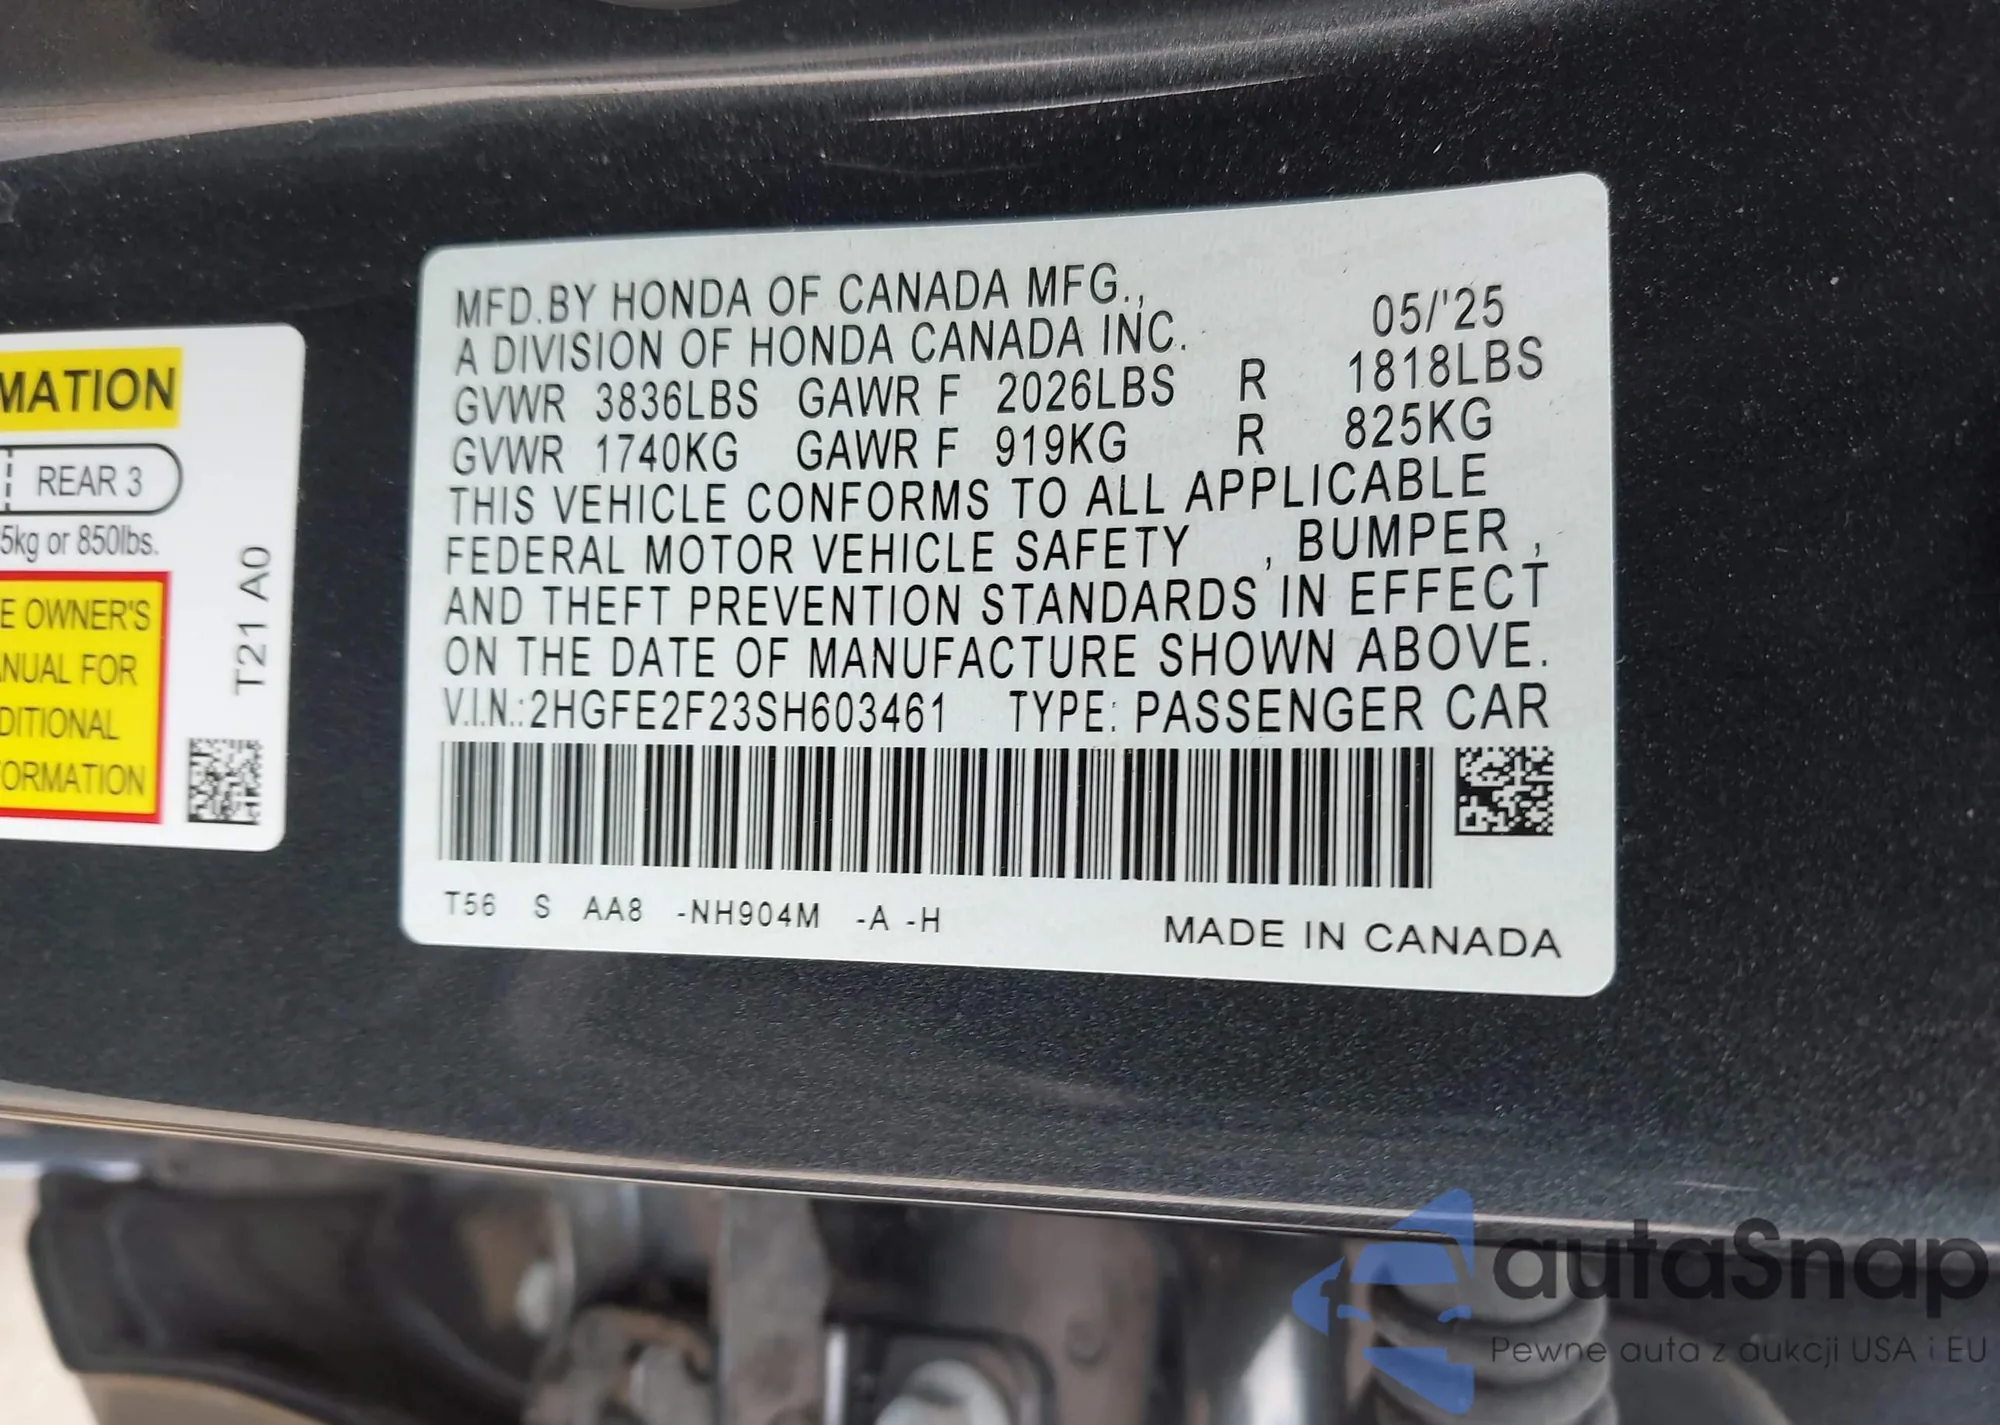 MATION
REAR 3
5kg or 850lbs.
E OWNER'S
ANUAL FOR
DITIONAL
FORMATION
T21 A0
MFD.BY HONDA OF CANADA MFG.,
A DIVISION OF HONDA CANADA INC. 05/'25
GVWR 3836LBS GAWR F 2026LBS R 1818LBS
GVWR 1740KG GAWR F 919KG R 825KG
THIS VEHICLE CONFORMS TO ALL APPLICABLE
FEDERAL MOTOR VEHICLE SAFETY , BUMPER ,
AND THEFT PREVENTION STANDARDS IN EFFECT
ON THE DATE OF MANUFACTURE SHOWN ABOVE.
V.I.N.:2HGFE2F23SH603461 TYPE: PASSENGER CAR
T56 S AA8 -NH904M -A -H
MADE IN CANADA
autaSnap
Pewne auta z aukcji USA i EU